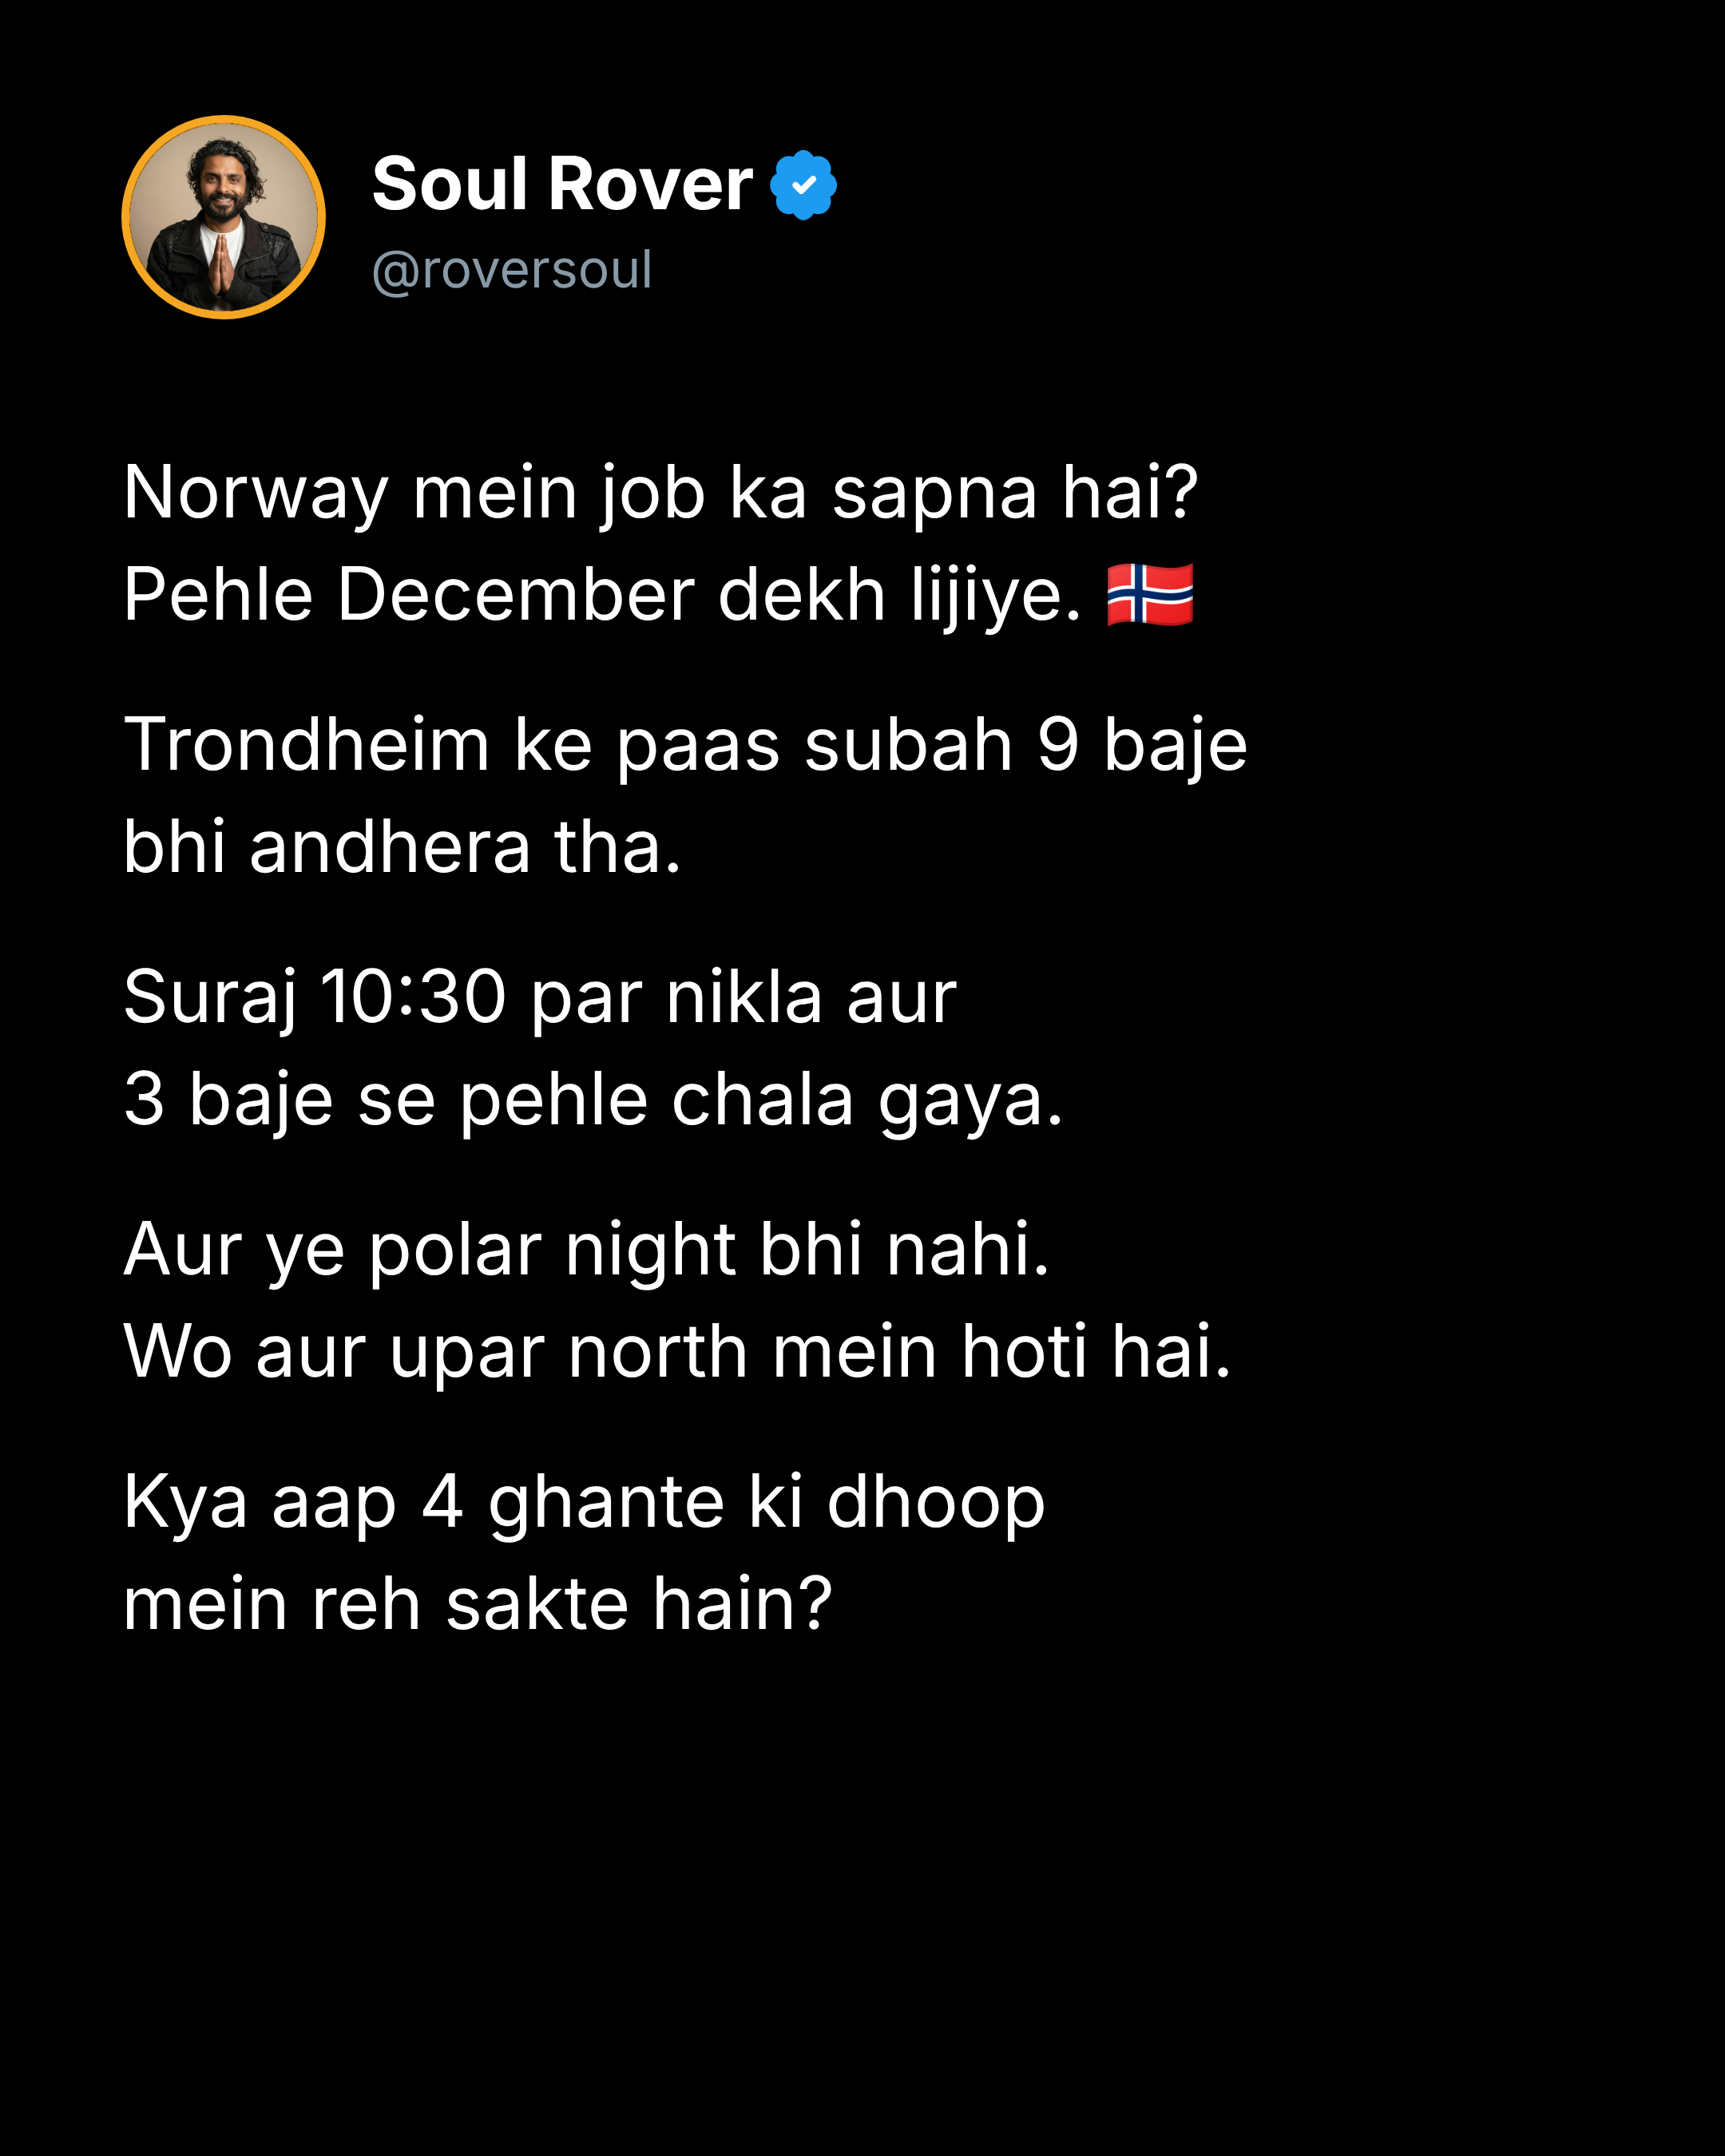 Soul Rover
@roversoul
Norway mein job ka sapna hai?
Pehle December dekh lijiye. 🇳🇴
Trondheim ke paas subah 9 baje
bhi andhera tha.
Suraj 10:30 par nikla aur
3 baje se pehle chala gaya.
Aur ye polar night bhi nahi.
Wo aur upar north mein hoti hai.
Kya aap 4 ghante ki dhoop
mein reh sakte hain?